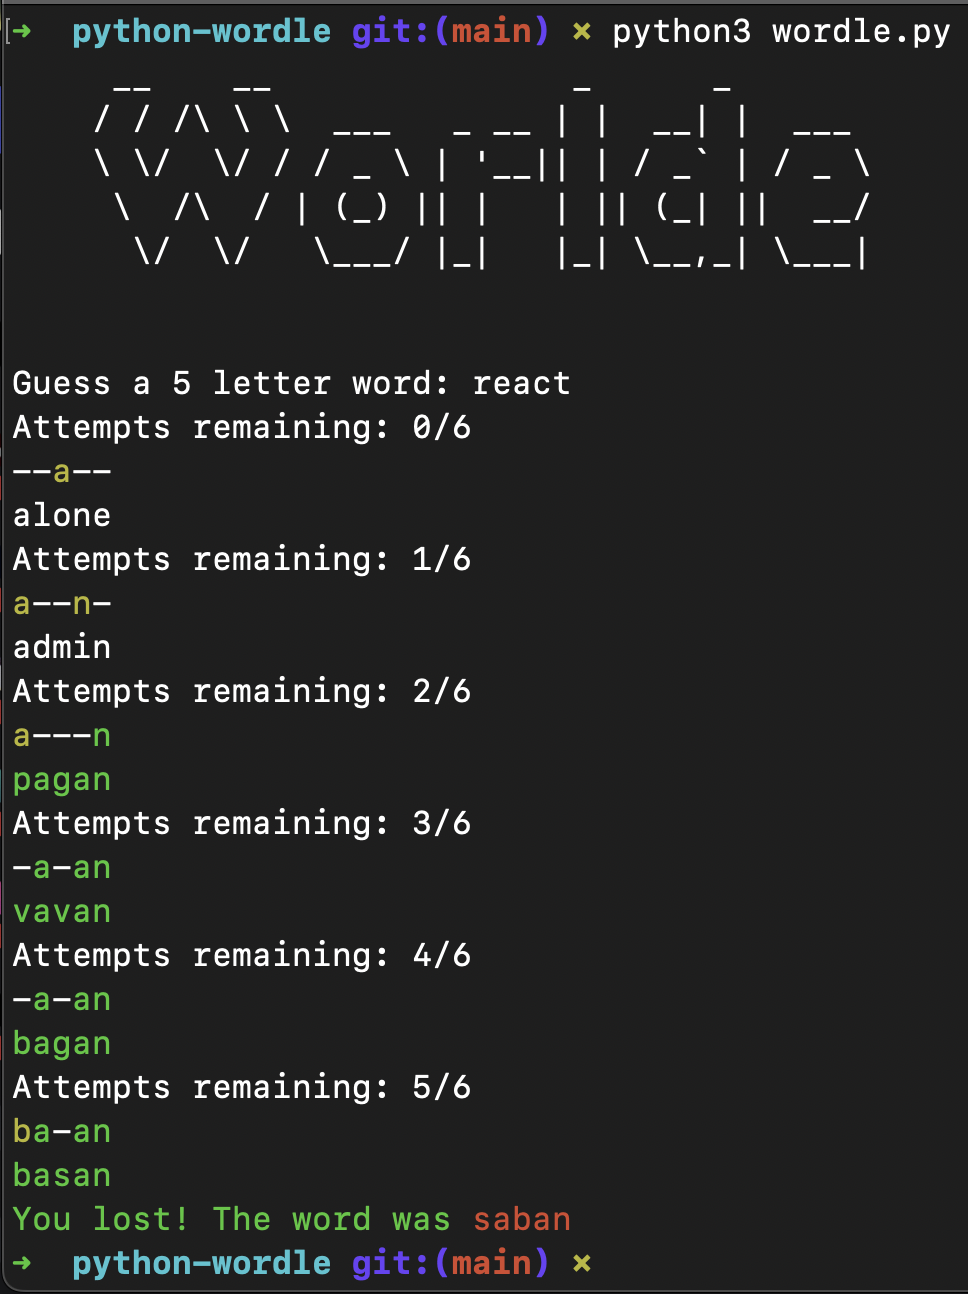 ➜  python-wordle git:(main) ✗ python3 wordle.py
     __    __               _      _
    / / /\ \ \  ___   _ __ | |  __| |  ___
    \ \/  \/ / / _ \ | '__|| | / _` | / _ \
     \  /\  / | (_) || |   | || (_| ||  __/
      \/  \/   \___/ |_|   |_| \__,_| \___|
Guess a 5 letter word: react
Attempts remaining: 0/6
--a--
alone
Attempts remaining: 1/6
a--n-
admin
Attempts remaining: 2/6
a---n
pagan
Attempts remaining: 3/6
-a-an
vavan
Attempts remaining: 4/6
-a-an
bagan
Attempts remaining: 5/6
ba-an
basan
You lost! The word was saban
➜  python-wordle git:(main) ✗